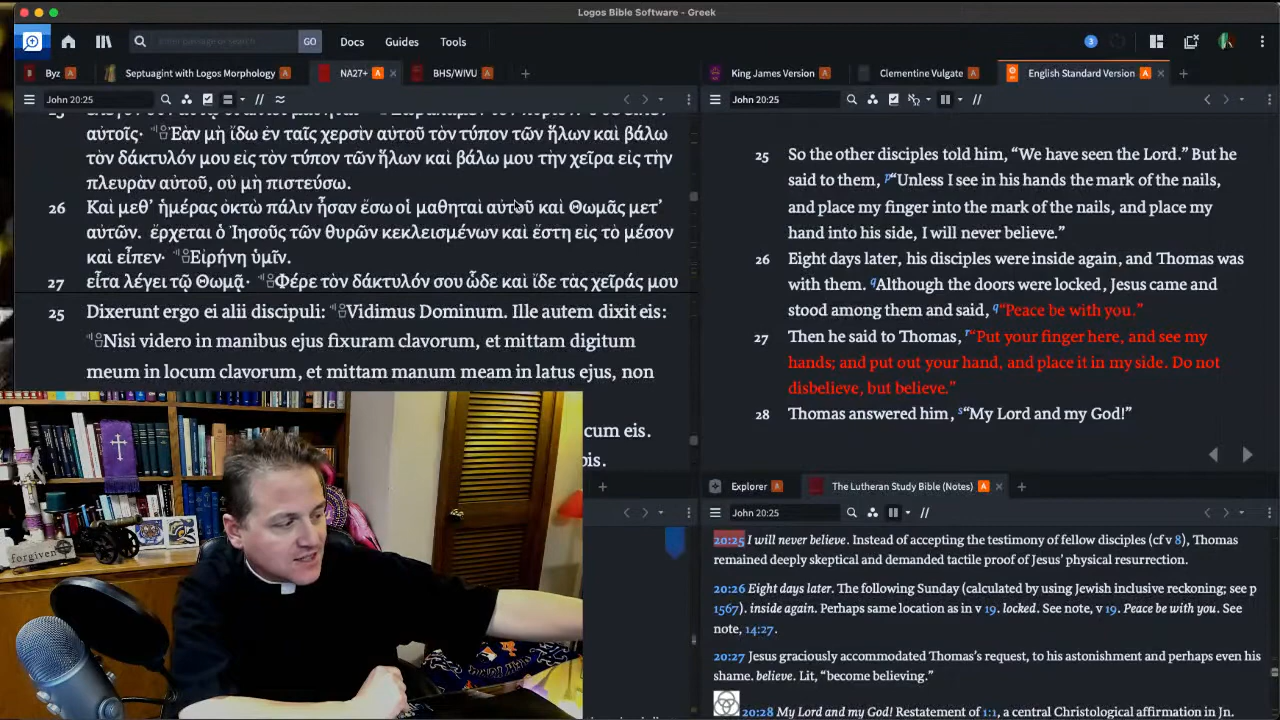 Logos Bible Software - Greek
GO
Docs
Guides
Tools
3
Byz A
Septuagint with Logos Morphology A
NA27+ A
BHS/WIVU A
King James Version A
Clementine Vulgate A
English Standard Version A
John 20:25
John 20:25
αὐτοῖς· Ἐὰν μὴ ἴδω ἐν ταῖς χερσὶν αὐτοῦ τὸν τύπον τῶν ἥλων καὶ βάλω
τὸν δάκτυλόν μου εἰς τὸν τύπον τῶν ἥλων καὶ βάλω μου τὴν χεῖρα εἰς τὴν
πλευρὰν αὐτοῦ, οὐ μὴ πιστεύσω.
26 Καὶ μεθʼ ἡμέρας ὀκτὼ πάλιν ἦσαν ἔσω οἱ μαθηταὶ αὐτοῦ καὶ Θωμᾶς μετʼ
αὐτῶν. ἔρχεται ὁ Ἰησοῦς τῶν θυρῶν κεκλεισμένων καὶ ἔστη εἰς τὸ μέσον
καὶ εἶπεν· Εἰρήνη ὑμῖν.
27 εἶτα λέγει τῷ Θωμᾷ· Φέρε τὸν δάκτυλόν σου ὧδε καὶ ἴδε τὰς χεῖράς μου
25 Dixerunt ergo ei alii discipuli: Vidimus Dominum. Ille autem dixit eis:
Nisi videro in manibus ejus fixuram clavorum, et mittam digitum
meum in locum clavorum, et mittam manum meam in latus ejus, non
cum eis.
bis.
25 So the other disciples told him, “We have seen the Lord.” But he
said to them, p“Unless I see in his hands the mark of the nails,
and place my finger into the mark of the nails, and place my
hand into his side, I will never believe.”
26 Eight days later, his disciples were inside again, and Thomas was
with them. qAlthough the doors were locked, Jesus came and
stood among them and said, q“Peace be with you.”
27 Then he said to Thomas, r“Put your finger here, and see my
hands; and put out your hand, and place it in my side. Do not
disbelieve, but believe.”
28 Thomas answered him, s“My Lord and my God!”
Explorer A
The Lutheran Study Bible (Notes) A
John 20:25
20:25 I will never believe. Instead of accepting the testimony of fellow disciples (cf v 8), Thomas
remained deeply skeptical and demanded tactile proof of Jesus’ physical resurrection.
20:26 Eight days later. The following Sunday (calculated by using Jewish inclusive reckoning; see p
1567). inside again. Perhaps same location as in v 19. locked. See note, v 19. Peace be with you. See
note, 14:27.
20:27 Jesus graciously accommodated Thomas’s request, to his astonishment and perhaps even his
shame. believe. Lit, “become believing.”
20:28 My Lord and my God! Restatement of 1:1, a central Christological affirmation in Jn.
forgiven